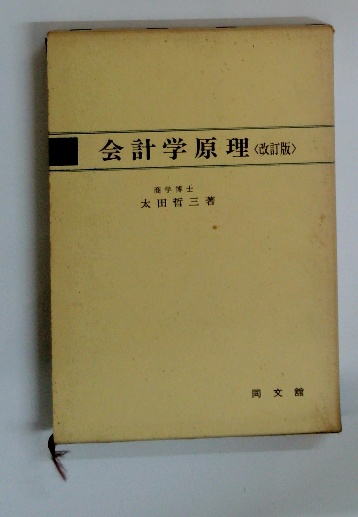 会計学原理〈改訂版〉
商学博士
太田哲三著
同文舘